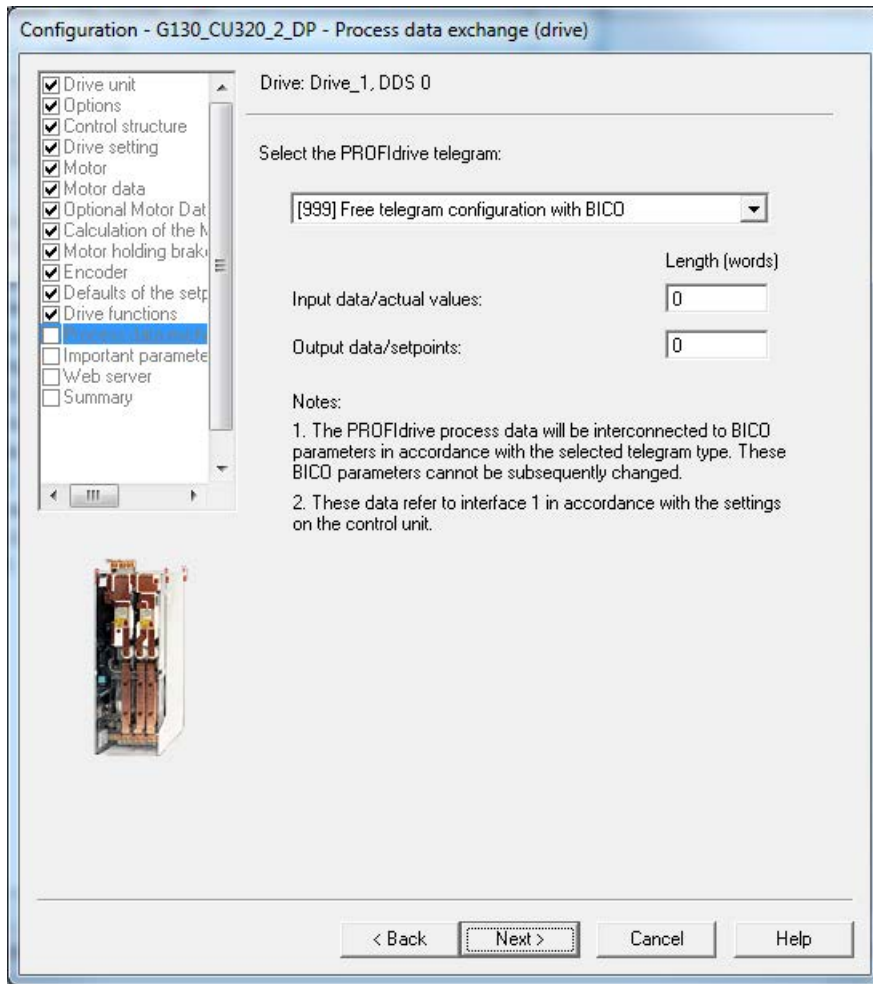 Configuration - G130_CU320_2_DP - Process data exchange (drive)
Drive unit
Options
Control structure
Drive setting
Motor
Motor data
Optional Motor Dat
Calculation of the M
Motor holding brak
Encoder
Defaults of the setp
Drive functions
Important paramete
Web server
Summary
Drive: Drive_1, DDS 0
Select the PROFIdrive telegram:
[999] Free telegram configuration with BICO
Length (words)
Input data/actual values:
0
Output data/setpoints:
0
Notes:
1. The PROFIdrive process data will be interconnected to BICO
parameters in accordance with the selected telegram type. These
BICO parameters cannot be subsequently changed.
2. These data refer to interface 1 in accordance with the settings
on the control unit.
< Back
Next >
Cancel
Help